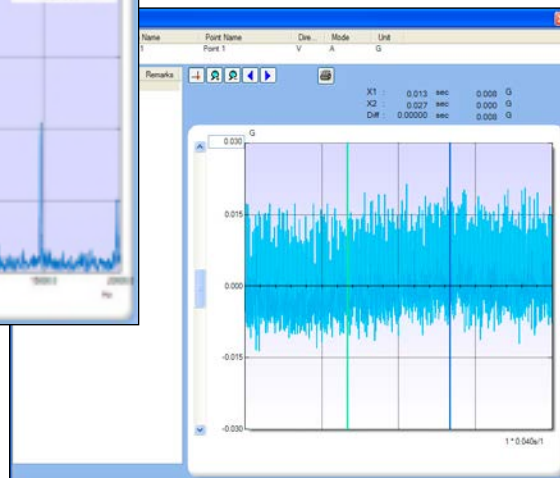 Name Point Name Dire... Mode Unit
1 Point 1 V A G
Remarks
X1 : 0.013 sec 0.008 G
X2 : 0.027 sec 0.000 G
Diff : 0.00000 sec 0.008 G
G
0.030
0.015
0.000
-0.015
-0.030
1 * 0.040s/1
Hz